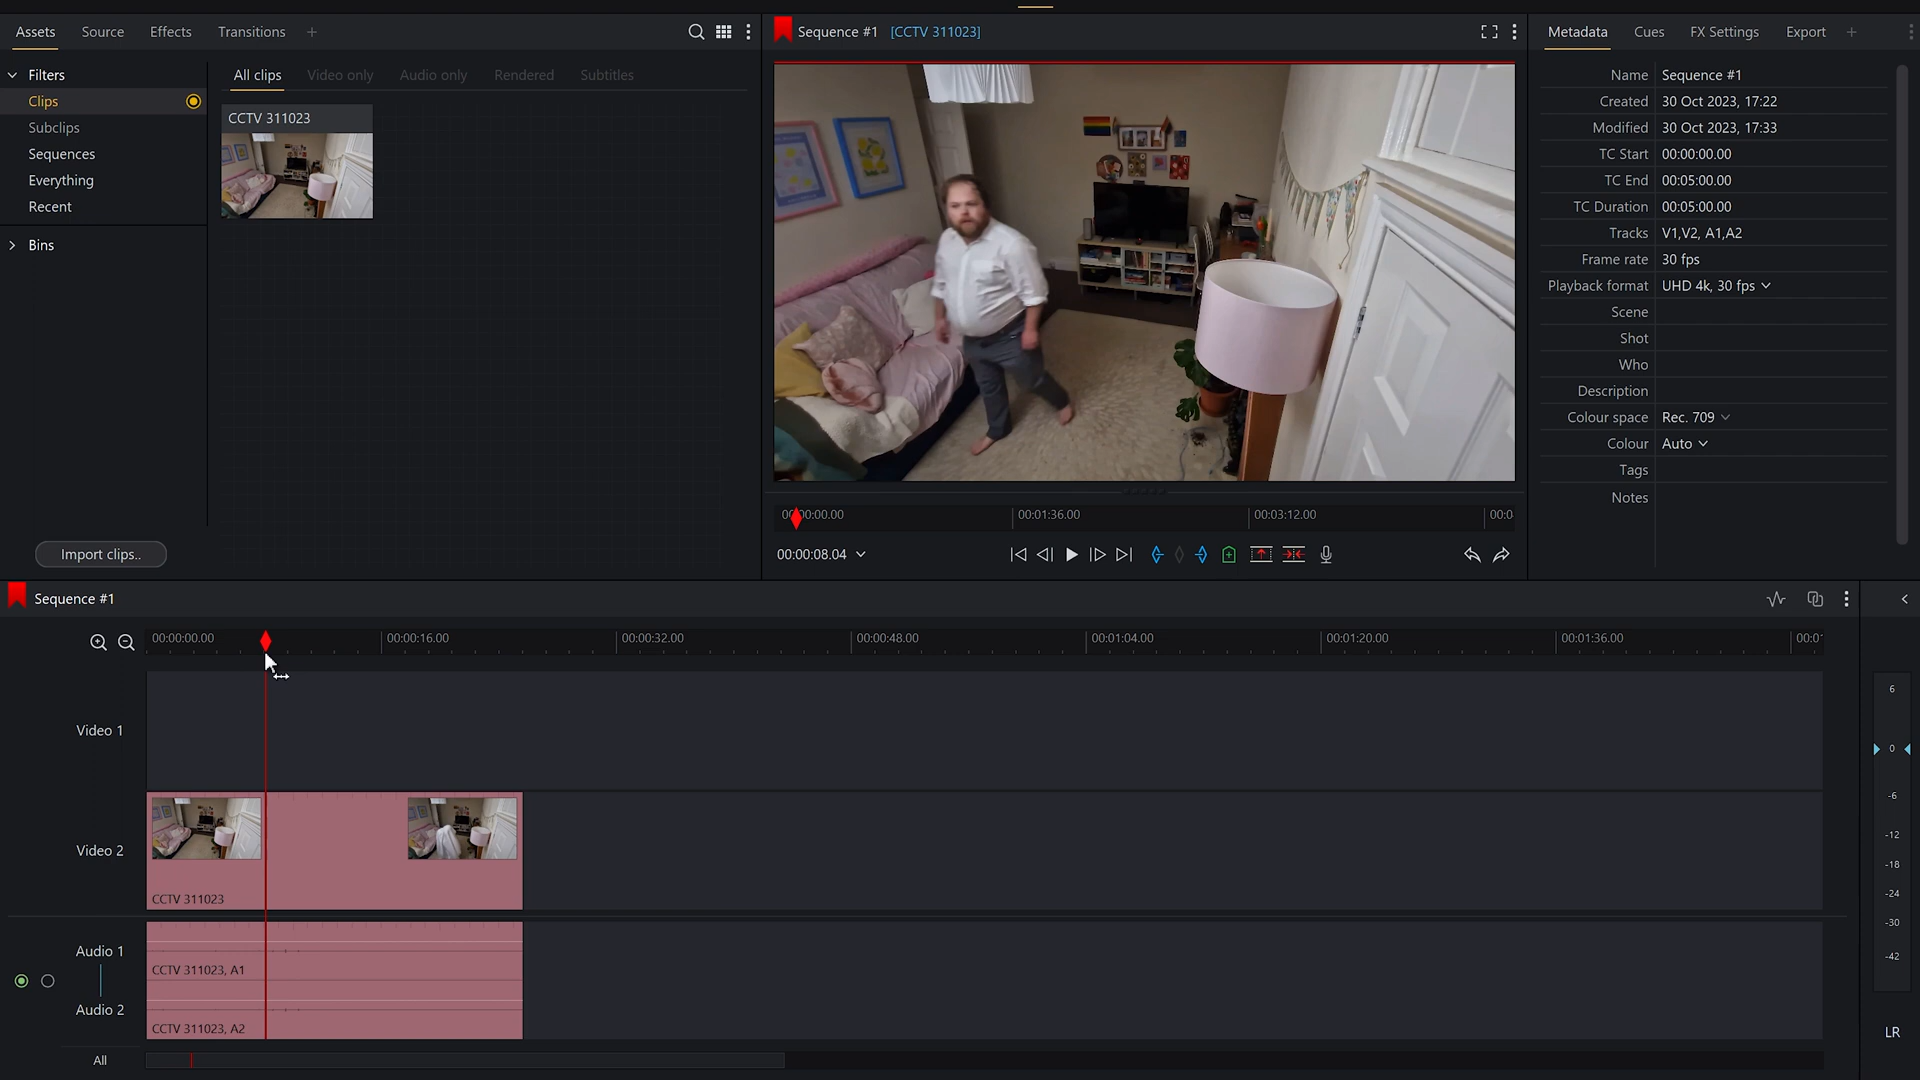 Assets Source Effects Transitions +
Filters
Clips
Subclips
Sequences
Everything
Recent
Bins
Import clips..
All clips Video only Audio only Rendered Subtitles
CCTV 311023
Sequence #1 [CCTV 311023]
00:00:00.00 00:01:36.00 00:03:12.00 00:0
00:00:08.04
Metadata Cues FX Settings Export +
Name Sequence #1
Created 30 Oct 2023, 17:22
Modified 30 Oct 2023, 17:33
TC Start 00:00:00.00
TC End 00:05:00.00
TC Duration 00:05:00.00
Tracks V1,V2, A1,A2
Frame rate 30 fps
Playback format UHD 4k, 30 fps
Scene
Shot
Who
Description
Colour space Rec. 709
Colour Auto
Tags
Notes
Sequence #1
00:00:00.00 00:00:16.00 00:00:32.00 00:00:48.00 00:01:04.00 00:01:20.00 00:01:36.00 00:0
Video 1
Video 2
CCTV 311023
Audio 1
CCTV 311023, A1
Audio 2
CCTV 311023, A2
All
6
0
-6
-12
-18
-24
-30
-42
LR